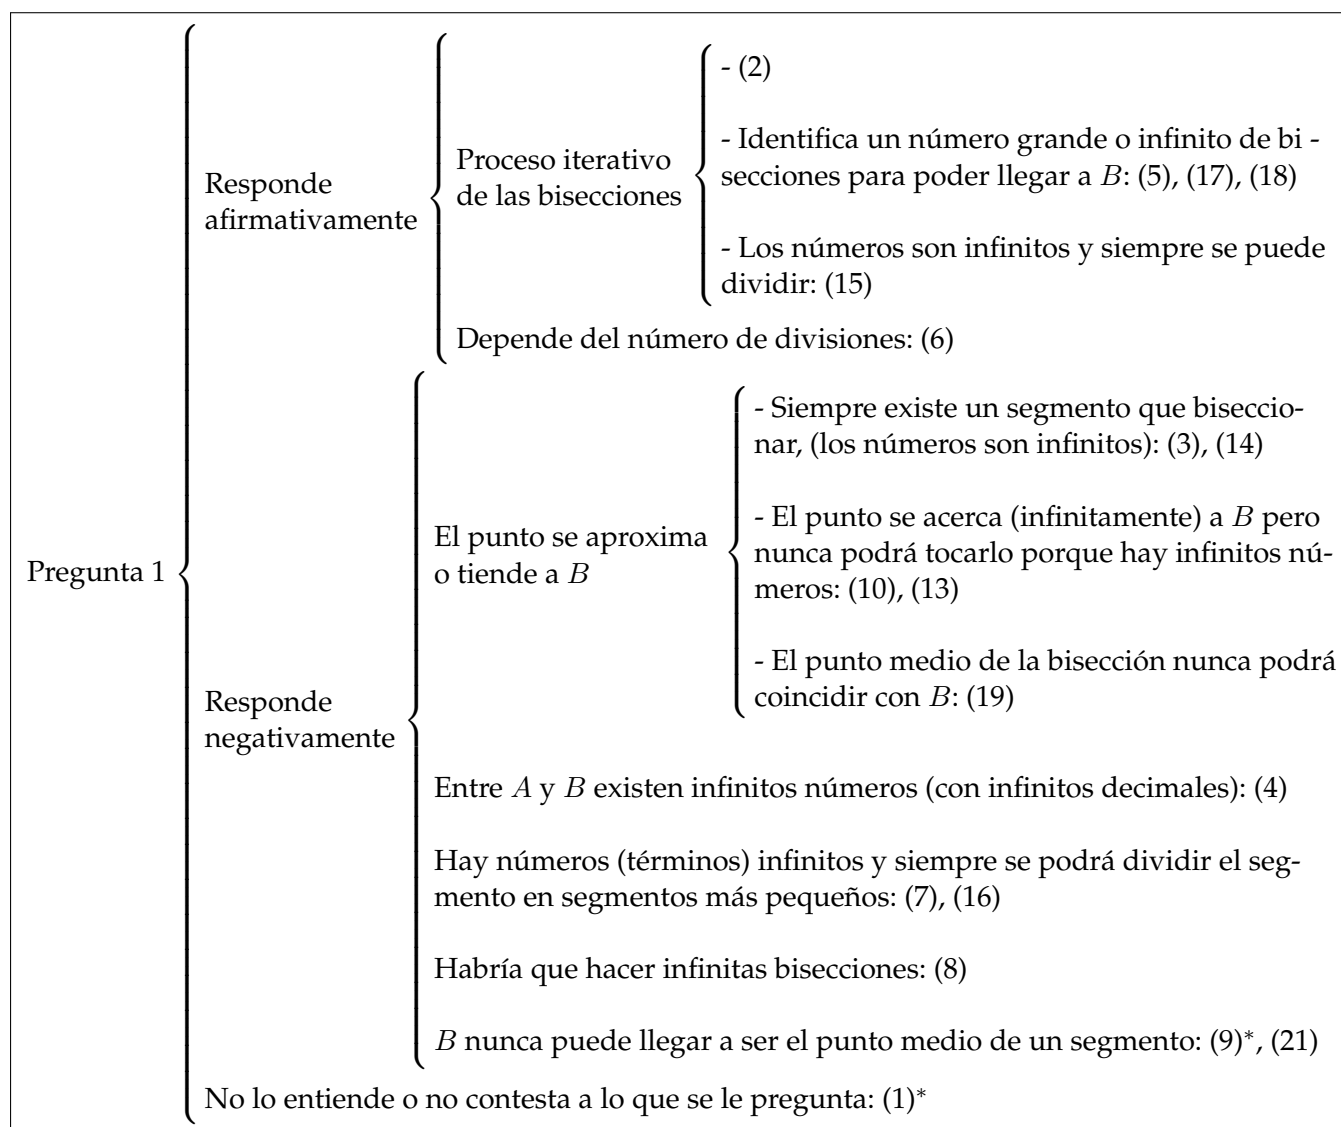 Pregunta 1
Responde
afirmativamente
Proceso iterativo
de las bisecciones
- (2)
- Identifica un número grande o infinito de bi -
secciones para poder llegar a B: (5), (17), (18)
- Los números son infinitos y siempre se puede
dividir: (15)
Depende del número de divisiones: (6)
Responde
negativamente
El punto se aproxima
o tiende a B
- Siempre existe un segmento que biseccio-
nar, (los números son infinitos): (3), (14)
- El punto se acerca (infinitamente) a B pero
nunca podrá tocarlo porque hay infinitos nú-
meros: (10), (13)
- El punto medio de la bisección nunca podrá
coincidir con B: (19)
Entre A y B existen infinitos números (con infinitos decimales): (4)
Hay números (términos) infinitos y siempre se podrá dividir el seg-
mento en segmentos más pequeños: (7), (16)
Habría que hacer infinitas bisecciones: (8)
B nunca puede llegar a ser el punto medio de un segmento: (9)*, (21)
No lo entiende o no contesta a lo que se le pregunta: (1)*